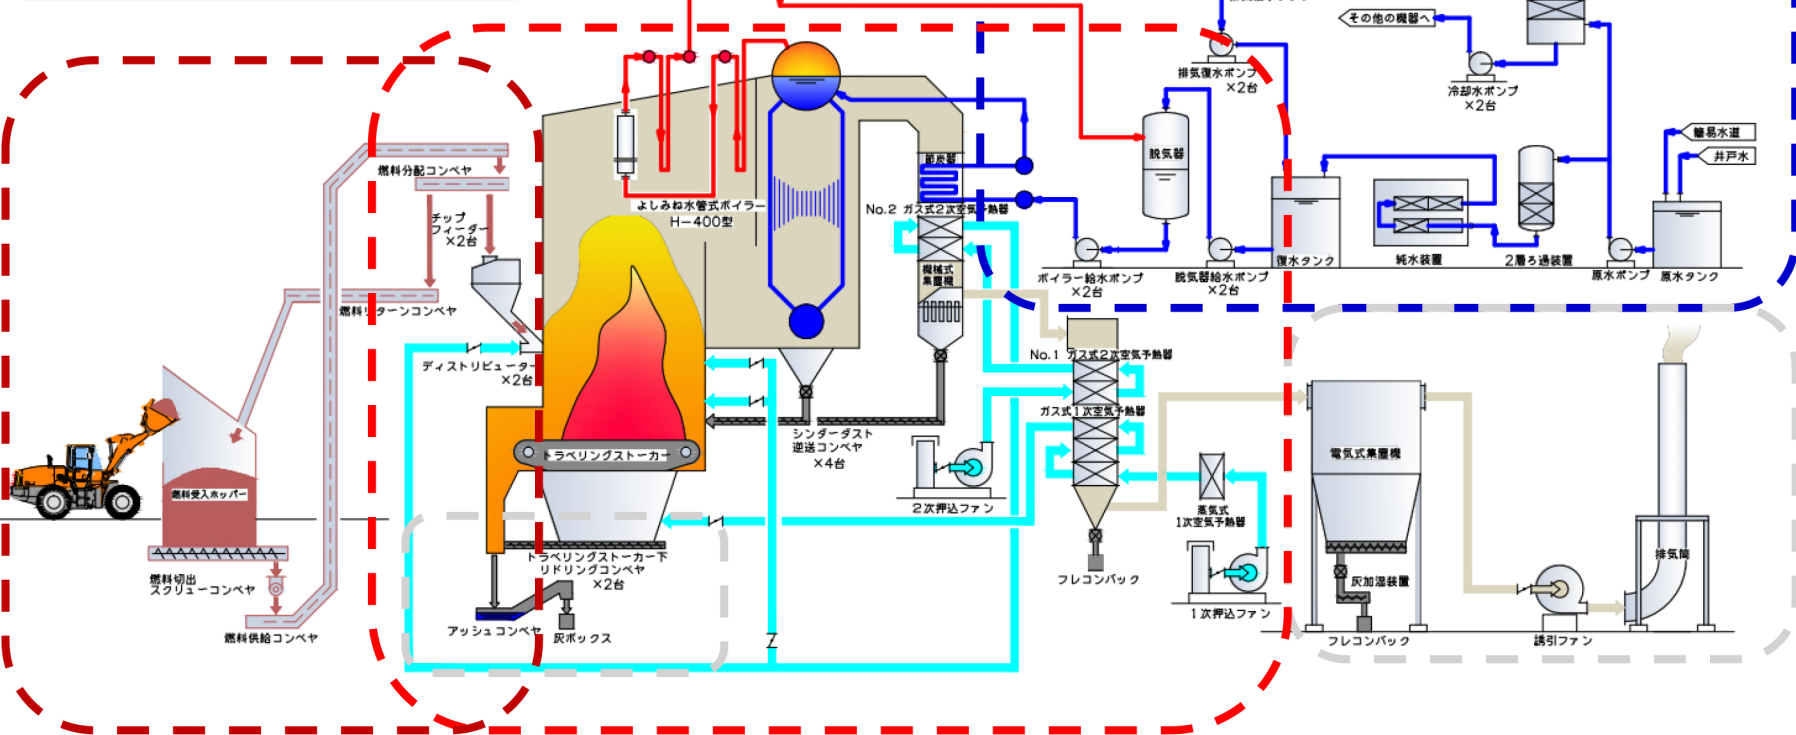 その他の機器へ
排気復水ポンプ
×2台
冷却水ポンプ
×2台
簡易水道
井戸水
脱気器
節炭器
燃料分配コンベヤ
よしみね水管式ボイラー
H-400型
No.2 ガス式2次空気予熱器
チップ
フィーダー
×2台
機械式
集塵機
ボイラー給水ポンプ
×2台
脱気器給水ポンプ
×2台
復水タンク
純水装置
2層ろ過装置
原水ポンプ
原水タンク
燃料リターンコンベヤ
ディストリビューター
×2台
No.1 ガス式2次空気予熱器
ガス式1次空気予熱器
シンダーダスト
逆送コンベヤ
×4台
トラベリングストーカー
電気式集塵機
燃料受入ホッパー
2次押込ファン
蒸気式
1次空気予熱器
トラベリングストーカー下
リドリングコンベヤ
×2台
燃料切出
スクリューコンベヤ
フレコンバック
灰加湿装置
排気筒
1次押込ファン
アッシュコンベヤ
灰ボックス
燃料供給コンベヤ
フレコンバック
誘引ファン